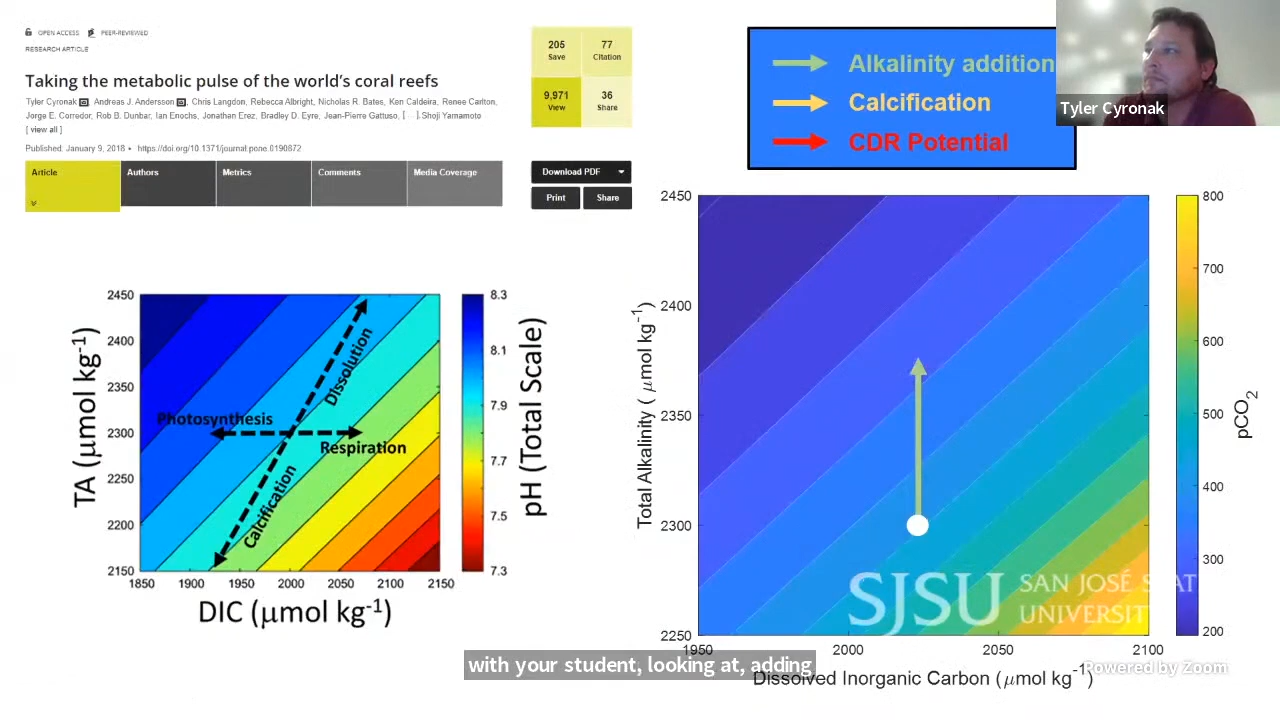 OPEN ACCESS PEER-REVIEWED
RESEARCH ARTICLE
Taking the metabolic pulse of the world's coral reefs
Tyler Cyronak, Andreas J. Andersson, Chris Langdon, Rebecca Albright, Nicholas R. Bates, Ken Caldeira, Renee Carlton,
Jorge E. Corredor, Rob B. Dunbar, Ian Enochs, Jonathan Erez, Bradley D. Eyre, Jean-Pierre Gattuso, [ ... ], Shoji Yamamoto
[ view all ]
Published: January 9, 2018 • https://doi.org/10.1371/journal.pone.0190872
205
Save
77
Citation
9,971
View
36
Share
Article
Authors
Metrics
Comments
Media Coverage
Download PDF
Print
Share
Alkalinity addition
Calcification
CDR Potential
Tyler Cyronak
2450
2400
2350
2300
2250
2200
2150
TA (µmol kg-1)
Photosynthesis
Respiration
Dissolution
Calcification
1850 1900 1950 2000 2050 2100 2150
DIC (µmol kg-1)
8.3
8.1
7.9
7.7
7.5
7.3
pH (Total Scale)
2450
2400
2350
2300
2250
Total Alkalinity ( µmol kg-1)
1950 2000 2050 2100
Dissolved Inorganic Carbon ( µmol kg-1)
800
700
600
500
400
300
200
pCO2
SJSU SAN JOSÉ STAT
UNIVERSIT
with your student, looking at, adding
Powered by Zoom